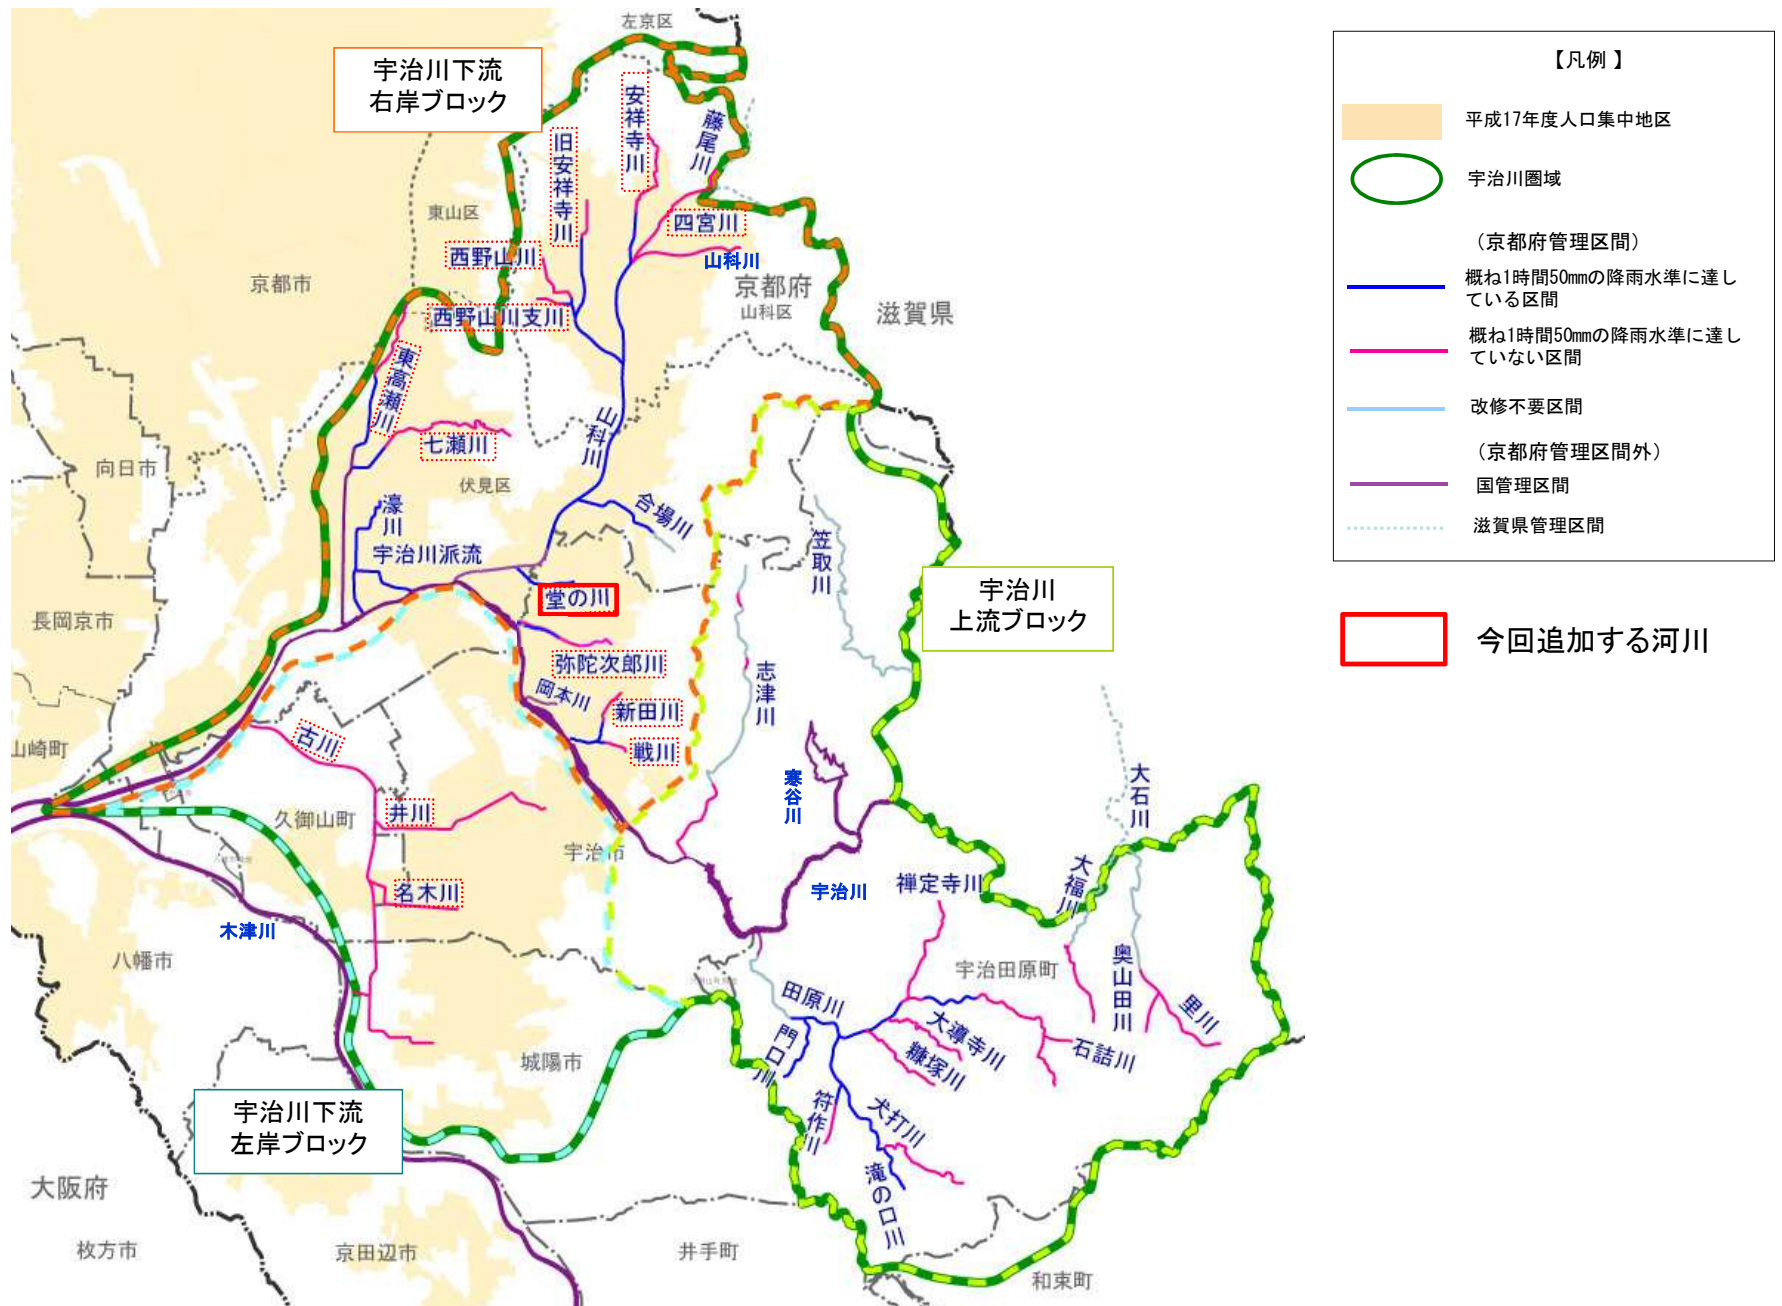 左京区
宇治川下流
右岸ブロック
安祥寺川
藤尾川
旧安祥寺川
東山区
四宮川
西野山川
山科川
京都市
京都府
山科区
滋賀県
西野山川支川
東高瀬川
山科川
七瀬川
向日市
伏見区
濠川
合場川
笠取川
宇治川派流
堂の川
宇治川
上流ブロック
長岡京市
弥陀次郎川
志津川
岡本川
新田川
古川
戦川
山崎町
寒谷川
大石川
井川
久御山町
宇治市
大福川
宇治川
禅定寺川
名木川
木津川
八幡市
宇治田原町
奥山田川
田原川
里川
大導寺川
門口川
石詰川
糠塚川
城陽市
符作川
犬打川
宇治川下流
左岸ブロック
滝の口川
大阪府
枚方市
京田辺市
井手町
和束町
【凡例】
平成17年度人口集中地区
宇治川圏域
（京都府管理区間）
概ね1時間50mmの降雨水準に達し
ている区間
概ね1時間50mmの降雨水準に達し
ていない区間
改修不要区間
（京都府管理区間外）
国管理区間
滋賀県管理区間
今回追加する河川